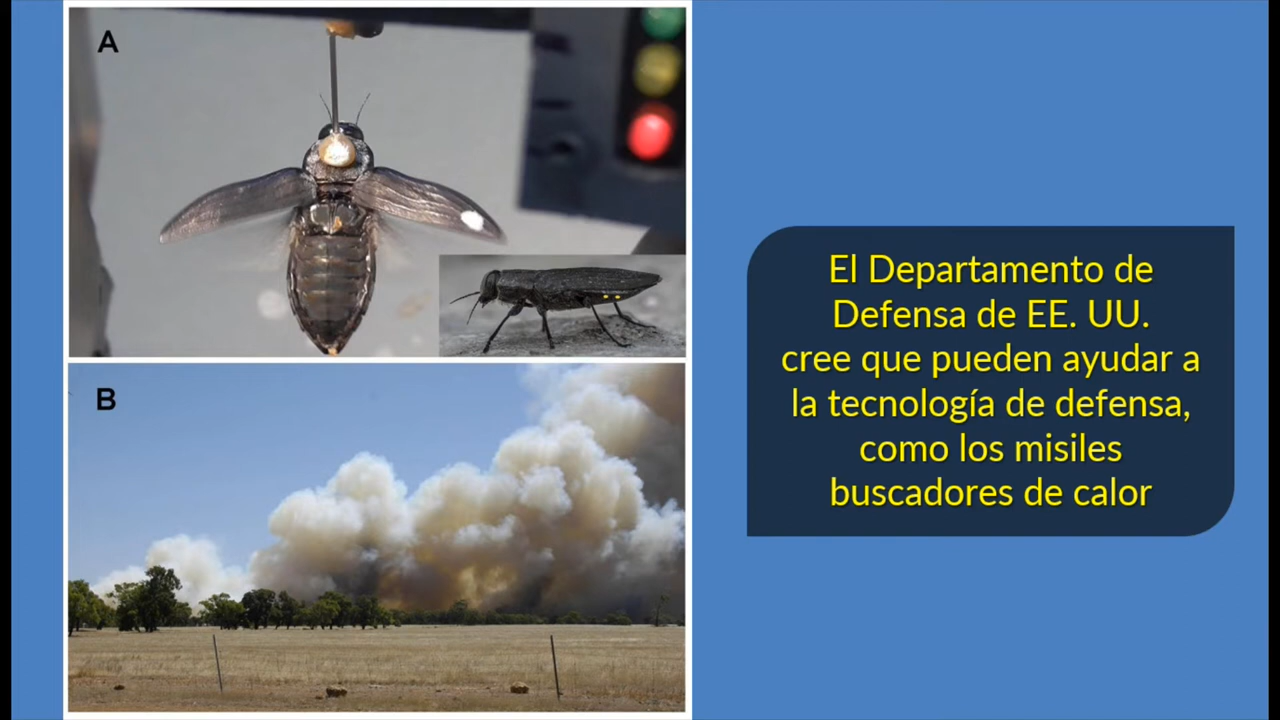 A
B
El Departamento de
Defensa de EE. UU.
cree que pueden ayudar a
la tecnología de defensa,
como los misiles
buscadores de calor